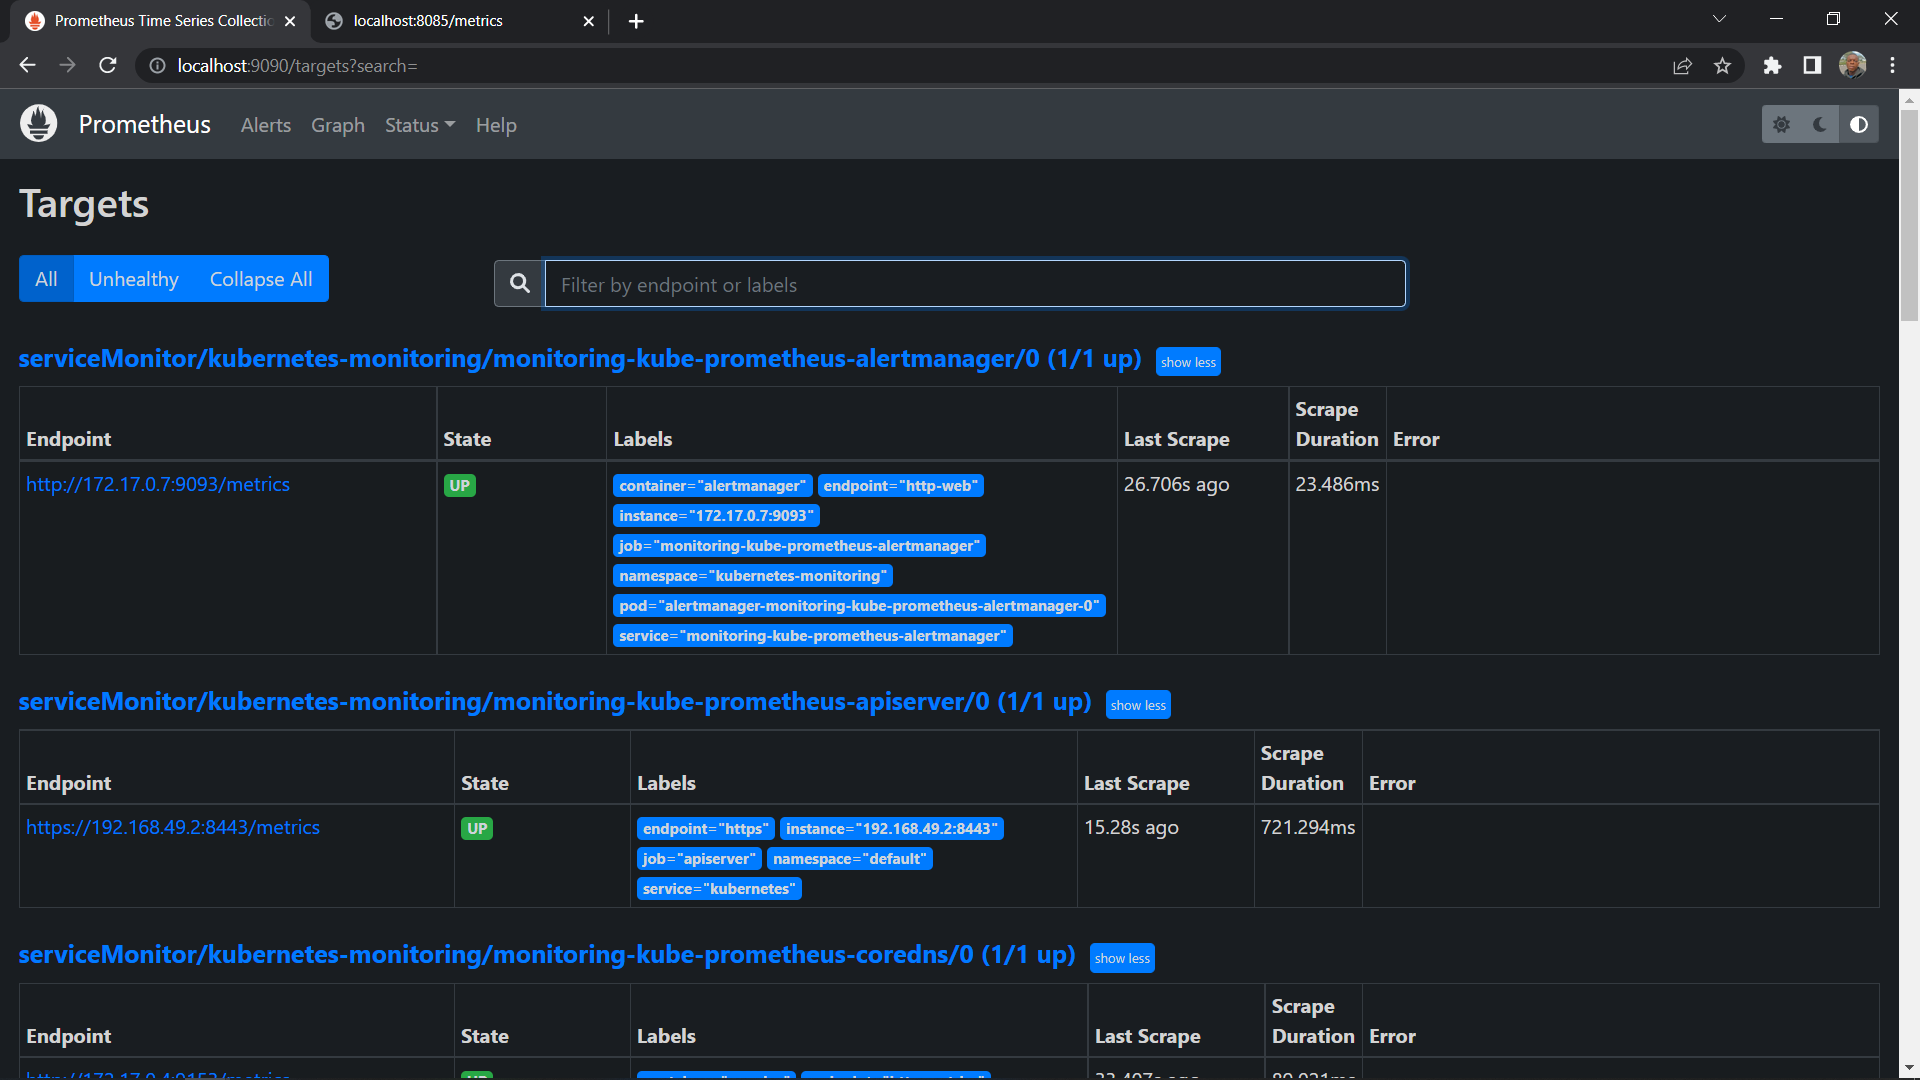 Prometheus Time Series Collectio
localhost:8085/metrics
localhost:9090/targets?search=
Prometheus
Alerts
Graph
Status
Help
Targets
All
Unhealthy
Collapse All
Filter by endpoint or labels
serviceMonitor/kubernetes-monitoring/monitoring-kube-prometheus-alertmanager/0 (1/1 up) show less
Endpoint State Labels Last Scrape Scrape Duration Error
http://172.17.0.7:9093/metrics UP container="alertmanager" endpoint="http-web" 26.706s ago 23.486ms
instance="172.17.0.7:9093"
job="monitoring-kube-prometheus-alertmanager"
namespace="kubernetes-monitoring"
pod="alertmanager-monitoring-kube-prometheus-alertmanager-0"
service="monitoring-kube-prometheus-alertmanager"
serviceMonitor/kubernetes-monitoring/monitoring-kube-prometheus-apiserver/0 (1/1 up) show less
Endpoint State Labels Last Scrape Scrape Duration Error
https://192.168.49.2:8443/metrics UP endpoint="https" instance="192.168.49.2:8443" 15.28s ago 721.294ms
job="apiserver" namespace="default"
service="kubernetes"
serviceMonitor/kubernetes-monitoring/monitoring-kube-prometheus-coredns/0 (1/1 up) show less
Endpoint State Labels Last Scrape Scrape Duration Error